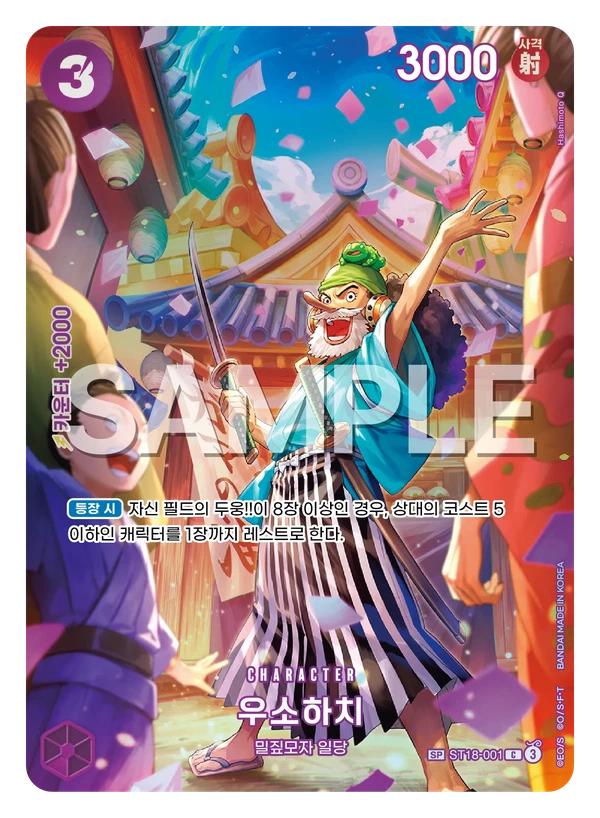 3
3000
사격
射
Hashimoto Q
카운터 +2000
SAMPLE
등장 시 자신 필드의 두웅!!이 8장 이상인 경우, 상대의 코스트 5
이하인 캐릭터를 1장까지 레스트로 한다.
CHARACTER
우소하치
밀짚모자 일당
SP ST18-001 C 3
©EO/S ©O/S·F·T BANDAI MADE IN KOREA